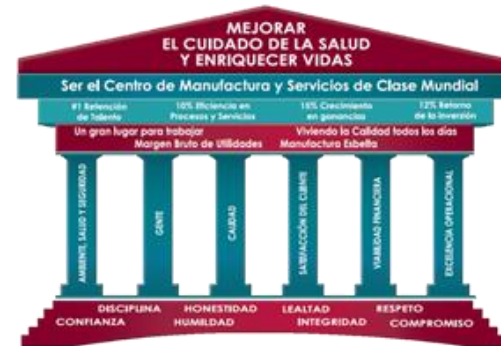 MEJORAR
EL CUIDADO DE LA SALUD
Y ENRIQUECER VIDAS
Ser el Centro de Manufactura y Servicios de Clase Mundial
#1 Retención de Talento
10% Eficiencia en Procesos y Servicios
15% Crecimiento en ganancias
12% Retorno de la inversión
Un gran lugar para trabajar
Viviendo la Calidad todos los días
Margen Bruto de Utilidades
Manufactura Esbelta
AMBIENTE, SALUD Y SEGURIDAD
GENTE
CALIDAD
SATISFACCIÓN DEL CLIENTE
VIABILIDAD FINANCIERA
EXCELENCIA OPERACIONAL
DISCIPLINA HONESTIDAD LEALTAD RESPETO
CONFIANZA HUMILDAD INTEGRIDAD COMPROMISO